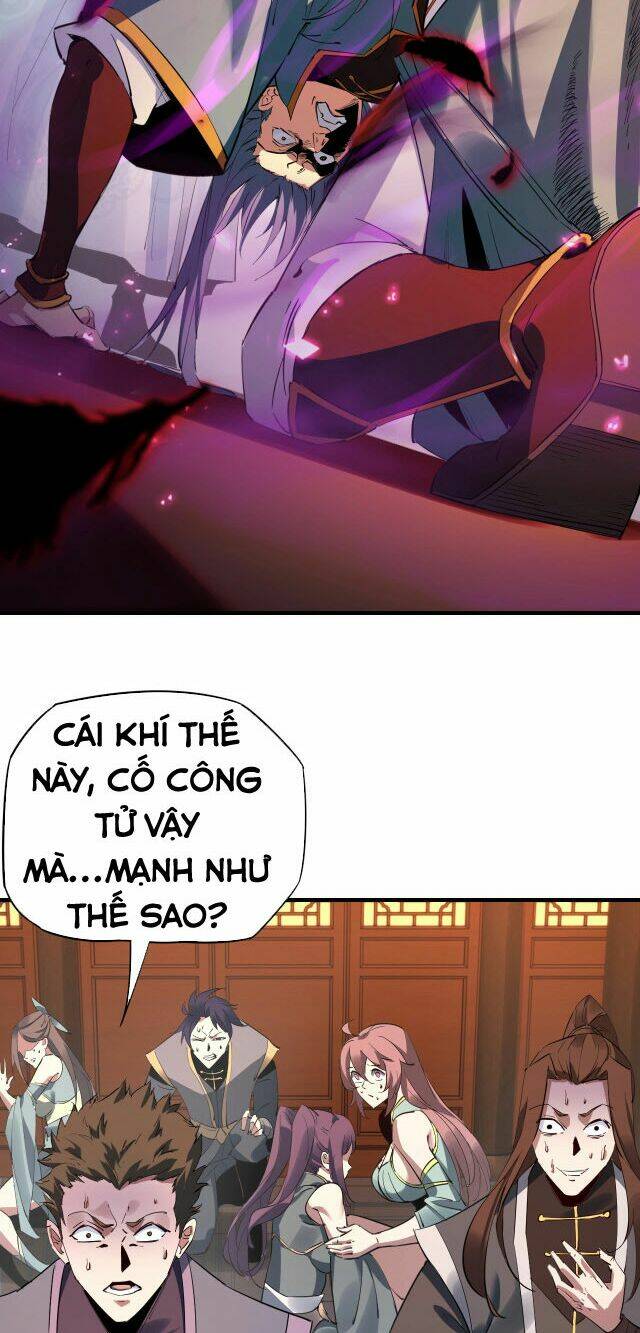 CÁI KHÍ THẾ
NÀY, CỐ CÔNG
TỬ VẬY
MÀ...MẠNH NHƯ
THẾ SAO?